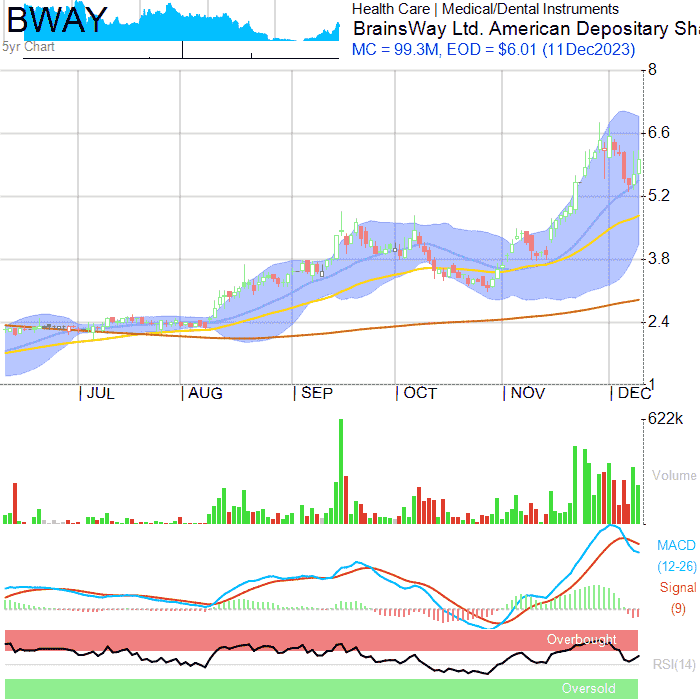 BWAY
5yr Chart
Health Care | Medical/Dental Instruments
BrainsWay Ltd. American Depositary Sha
MC = 99.3M, EOD = $6.01 (11Dec2023)
8
6.6
5.2
3.8
2.4
1
JUL
AUG
SEP
OCT
NOV
DEC
622k
Volume
MACD
(12-26)
Signal
(9)
Overbought
RSI(14)
Oversold